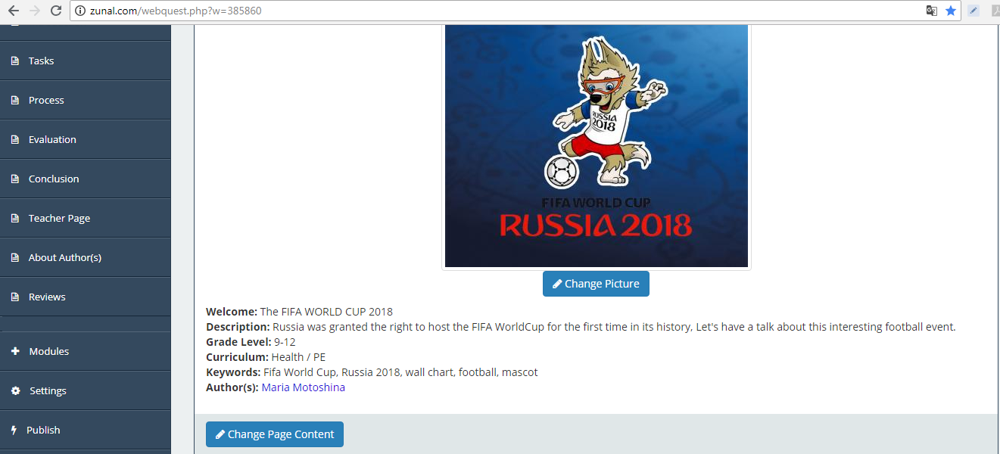 zunal.com/webquest.php?w=385860
Tasks
Process
Evaluation
Conclusion
Teacher Page
About Author(s)
Reviews
Modules
Settings
Publish
RUSSIA
2018
FIFA WORLD CUP
RUSSIA 2018
Change Picture
Welcome: The FIFA WORLD CUP 2018
Description: Russia was granted the right to host the FIFA WorldCup for the first time in its history, Let's have a talk about this interesting football event.
Grade Level: 9-12
Curriculum: Health / PE
Keywords: Fifa World Cup, Russia 2018, wall chart, football, mascot
Author(s): Maria Motoshina
Change Page Content